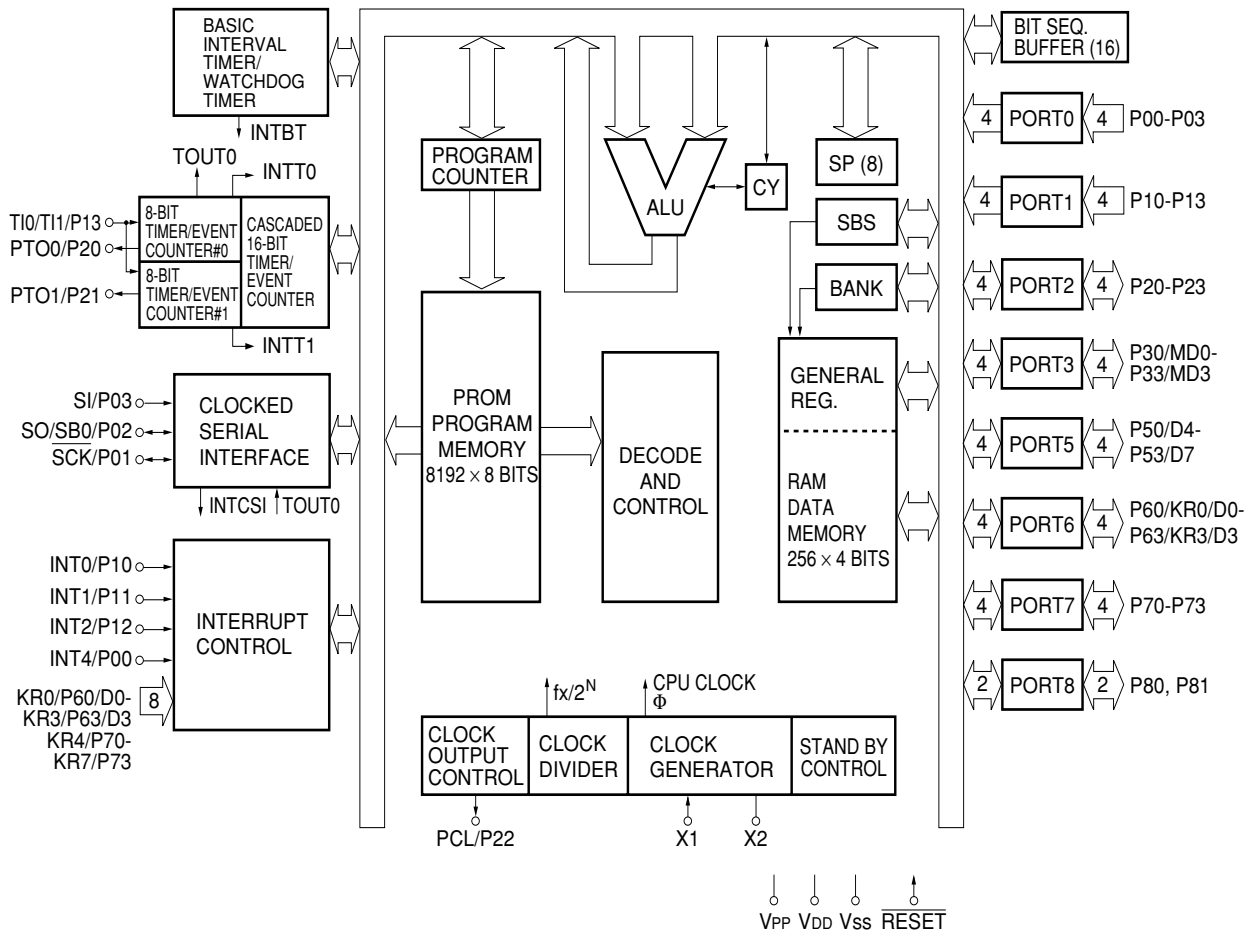 BASIC
INTERVAL
TIMER/
WATCHDOG
TIMER
INTBT
TOUT0
INTT0
TI0/TI1/P13
PTO0/P20
PTO1/P21
8-BIT
TIMER/EVENT
COUNTER#0
8-BIT
TIMER/EVENT
COUNTER#1
CASCADED
16-BIT
TIMER/
EVENT
COUNTER
INTT1
SI/P03
SO/SB0/P02
SCK/P01
CLOCKED
SERIAL
INTERFACE
INTCSI
TOUT0
INT0/P10
INT1/P11
INT2/P12
INT4/P00
KR0/P60/D0-
KR3/P63/D3
KR4/P70-
KR7/P73
8
INTERRUPT
CONTROL
PROGRAM
COUNTER
ALU
CY
SP (8)
SBS
BANK
PROM
PROGRAM
MEMORY
8192 × 8 BITS
DECODE
AND
CONTROL
GENERAL
REG.
RAM
DATA
MEMORY
256 × 4 BITS
fx/2N
CPU CLOCK
Φ
CLOCK
OUTPUT
CONTROL
CLOCK
DIVIDER
CLOCK
GENERATOR
STAND BY
CONTROL
PCL/P22
X1
X2
VPP
VDD
VSS
RESET
BIT SEQ.
BUFFER (16)
4
PORT0
4
P00-P03
4
PORT1
4
P10-P13
4
PORT2
4
P20-P23
4
PORT3
4
P30/MD0-
P33/MD3
4
PORT5
4
P50/D4-
P53/D7
4
PORT6
4
P60/KR0/D0-
P63/KR3/D3
4
PORT7
4
P70-P73
2
PORT8
2
P80, P81